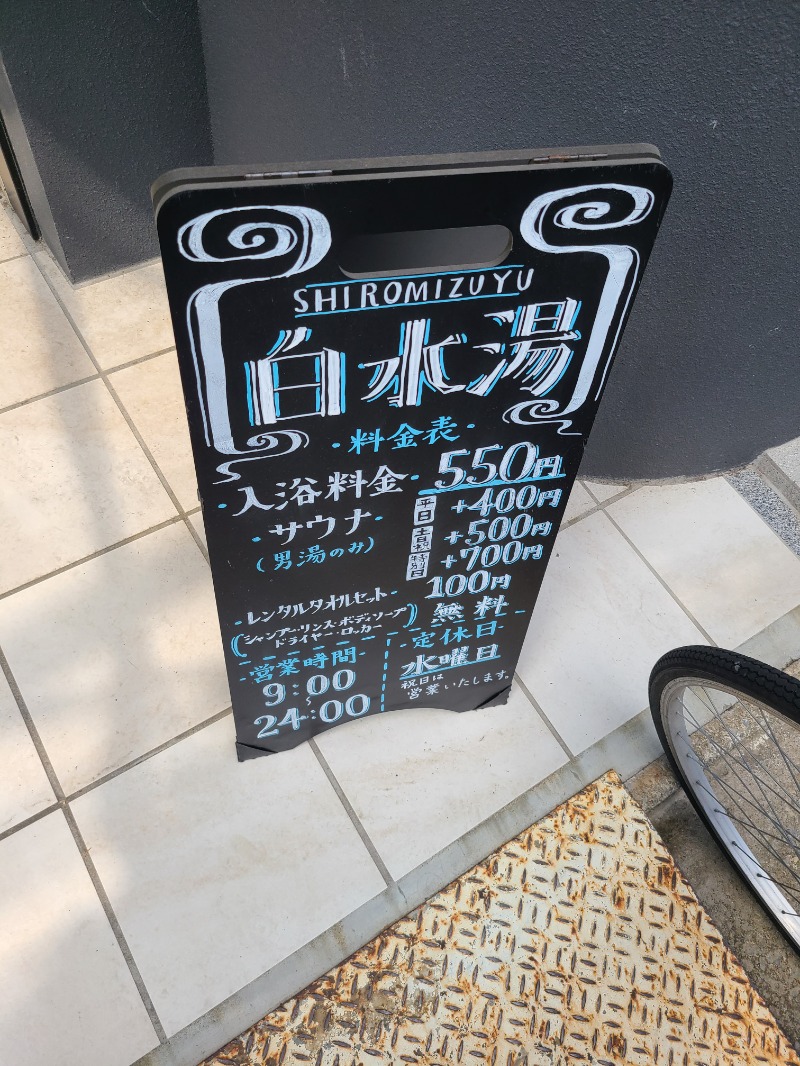 SHIROMIZUYU
白水湯
・料金表・
・入浴料金・ 550円
・サウナ・ 平日 +400円
(男湯のみ) 土日祝 +500円
特別日 +700円
・レンタルタオルセット・ 100円
(シャンプー・リンス・ボディソープ
ドライヤー・ロッカー) 無料
・営業時間・
9:00
~
24:00
・定休日・
水曜日
祝日は
営業いたします。